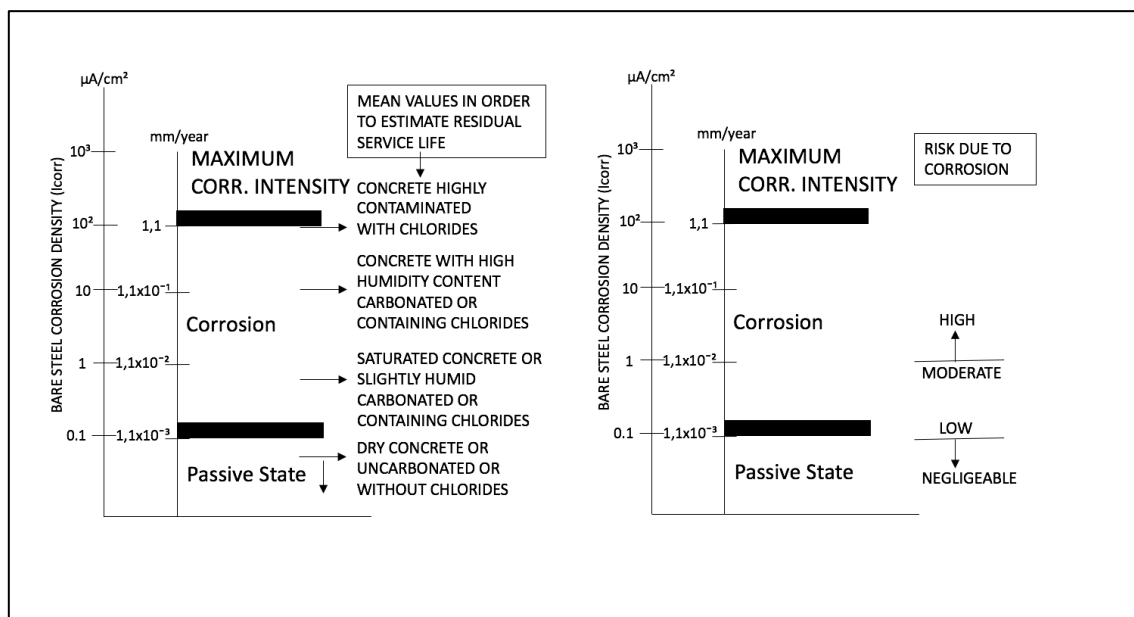 µA/cm²
MEAN VALUES IN ORDER
TO ESTIMATE RESIDUAL
SERVICE LIFE
mm/year
BARE STEEL CORROSION DENSITY (Icorr)
10³
MAXIMUM
CORR. INTENSITY
CONCRETE HIGHLY
CONTAMINATED
WITH CHLORIDES
10²
1,1
CONCRETE WITH HIGH
HUMIDITY CONTENT
CARBONATED OR
CONTAINING CHLORIDES
10
1,1x10⁻¹
Corrosion
SATURATED CONCRETE OR
SLIGHTLY HUMID
CARBONATED OR
CONTAINING CHLORIDES
1
1,1x10⁻²
0.1
1,1x10⁻³
DRY CONCRETE OR
UNCARBONATED OR
WITHOUT CHLORIDES
Passive State
µA/cm²
mm/year
RISK DUE TO
CORROSION
BARE STEEL CORROSION DENSITY (Icorr)
10³
MAXIMUM
CORR. INTENSITY
10²
1,1
10
1,1x10⁻¹
Corrosion
HIGH
1
1,1x10⁻²
MODERATE
0.1
1,1x10⁻³
LOW
Passive State
NEGLIGEABLE